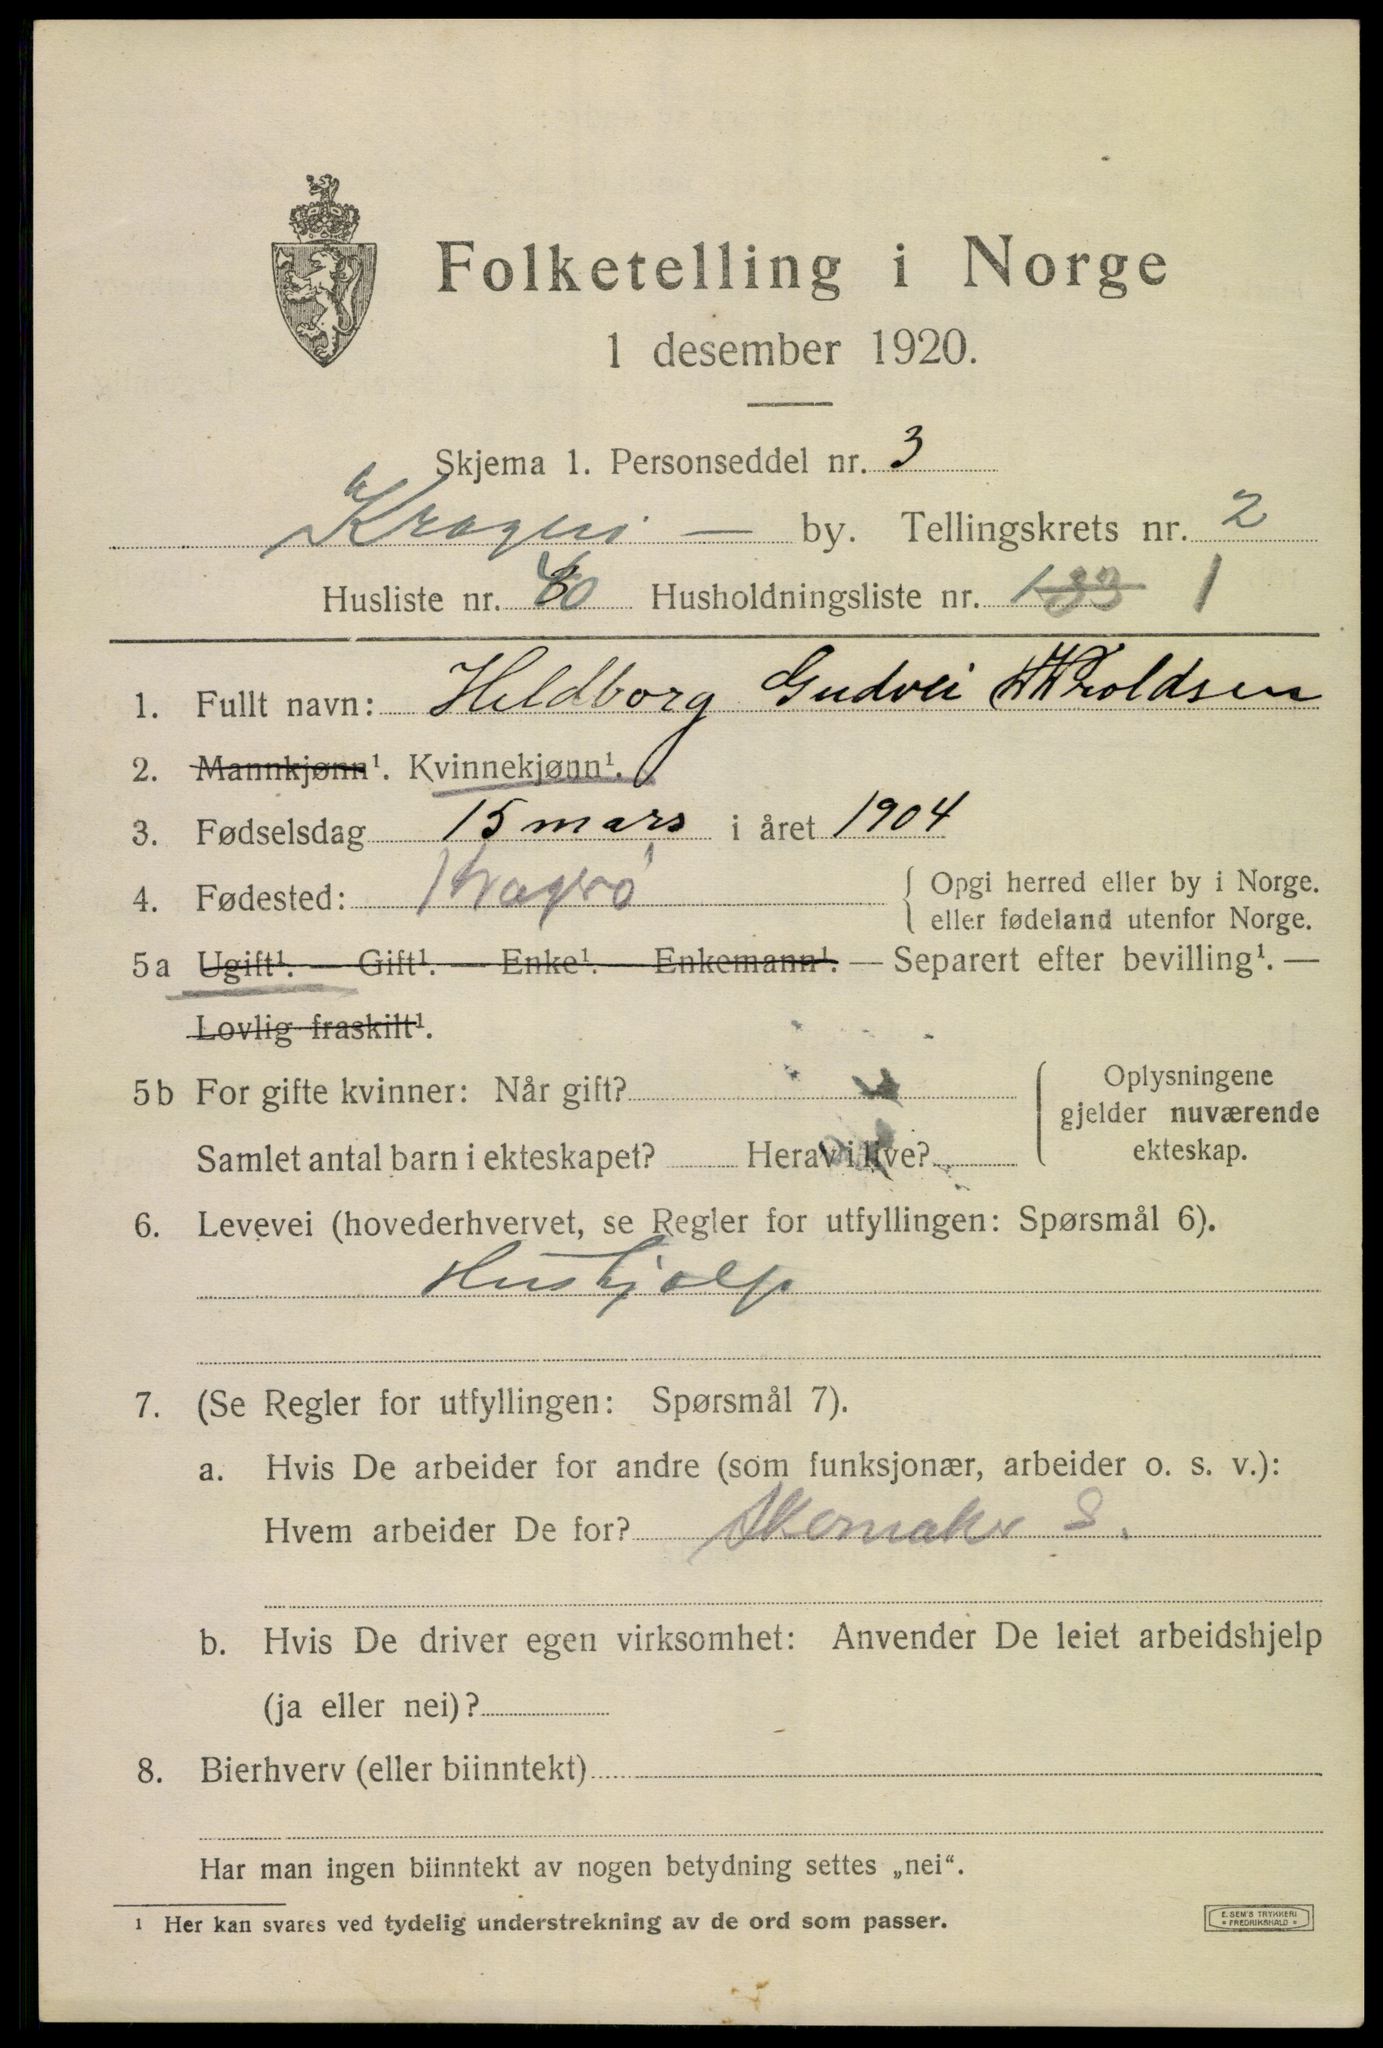 Folketelling i Norge
1 desember 1920.
Skjema 1. Personseddel nr. 3
Kragerø — by. Tellingskrets nr. 2
Husliste nr. Husholdningsliste nr. 133 1
1. Fullt navn: Hildborg Gudvei
2. Mannkjønn¹. Kvinnekjønn¹.
3. Fødselsdag 15 mars i året 1904
4. Fødested: Kragerø { Opgi herred eller by i Norge.
eller fødeland utenfor Norge.
5a Ugift¹. — Gift¹. — Enke¹. — Enkemann¹. — Separert efter bevilling¹. —
Lovlig fraskilt¹.
5b For gifte kvinner: Når gift?
Samlet antal barn i ekteskapet? Herav i live?
Oplysningene
gjelder nuværende
ekteskap.
6. Levevei (hovederhvervet, se Regler for utfyllingen: Spørsmål 6).
Hushjælp
7. (Se Regler for utfyllingen: Spørsmål 7).
a. Hvis De arbeider for andre (som funksjonær, arbeider o. s. v.):
Hvem arbeider De for? Skomaker S.
b. Hvis De driver egen virksomhet: Anvender De leiet arbeidshjelp
(ja eller nei)?
8. Bierhverv (eller biinntekt)
Har man ingen biinntekt av nogen betydning settes „nei“.
¹ Her kan svares ved tydelig understrekning av de ord som passer.
E. SEM'S TRYKKERI
* FREDRIKSHALD *